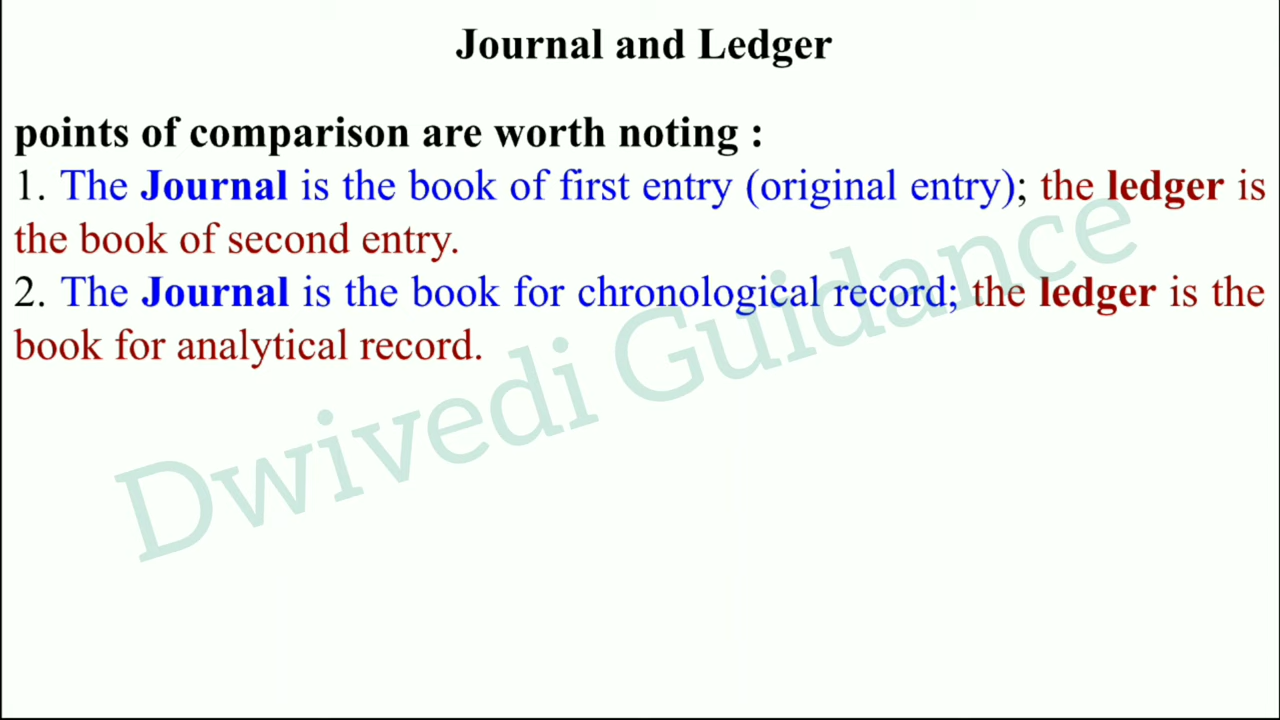 Journal and Ledger
points of comparison are worth noting :
1. The Journal is the book of first entry (original entry); the ledger is
the book of second entry.
2. The Journal is the book for chronological record; the ledger is the
book for analytical record.
Dwivedi Guidance